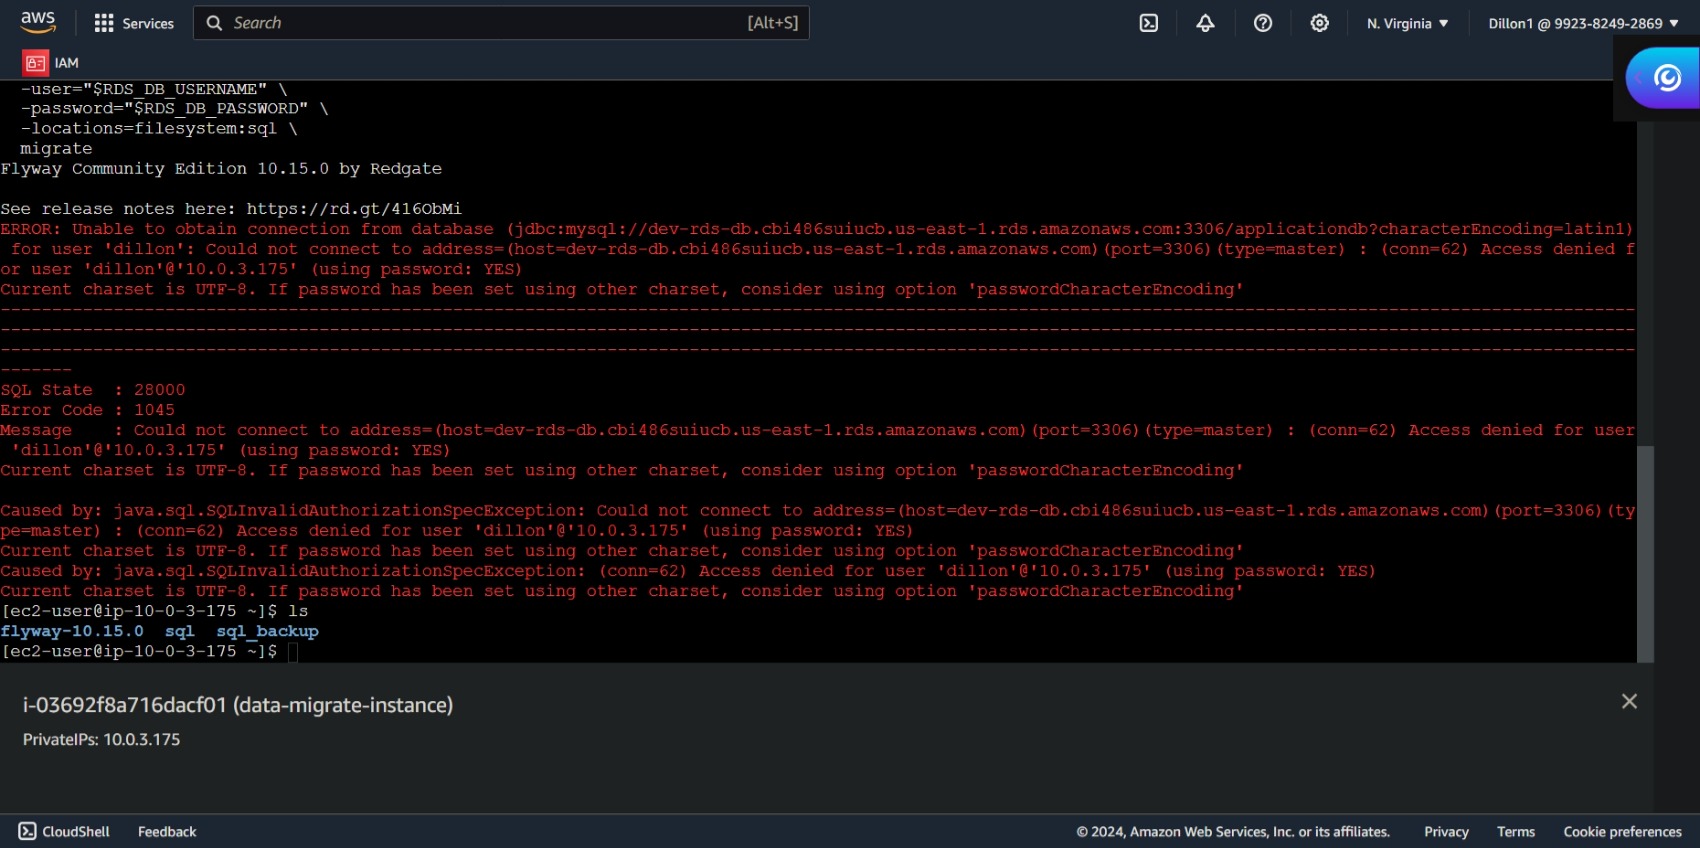 aws
Services
Search
[Alt+S]
N. Virginia ▼
Dillon1 @ 9923-8249-2869 ▼
IAM
-user="$RDS_DB_USERNAME" \
-password="$RDS_DB_PASSWORD" \
-locations=filesystem:sql \
migrate
Flyway Community Edition 10.15.0 by Redgate
See release notes here: https://rd.gt/416ObMi
ERROR: Unable to obtain connection from database (jdbc:mysql://dev-rds-db.cbi486suiucb.us-east-1.rds.amazonaws.com:3306/applicationdb?characterEncoding=latin1)
for user 'dillon': Could not connect to address=(host=dev-rds-db.cbi486suiucb.us-east-1.rds.amazonaws.com)(port=3306)(type=master) : (conn=62) Access denied f
or user 'dillon'@'10.0.3.175' (using password: YES)
Current charset is UTF-8. If password has been set using other charset, consider using option 'passwordCharacterEncoding'
SQL State  : 28000
Error Code : 1045
Message    : Could not connect to address=(host=dev-rds-db.cbi486suiucb.us-east-1.rds.amazonaws.com)(port=3306)(type=master) : (conn=62) Access denied for user
'dillon'@'10.0.3.175' (using password: YES)
Current charset is UTF-8. If password has been set using other charset, consider using option 'passwordCharacterEncoding'
Caused by: java.sql.SQLInvalidAuthorizationSpecException: Could not connect to address=(host=dev-rds-db.cbi486suiucb.us-east-1.rds.amazonaws.com)(port=3306)(ty
pe=master) : (conn=62) Access denied for user 'dillon'@'10.0.3.175' (using password: YES)
Current charset is UTF-8. If password has been set using other charset, consider using option 'passwordCharacterEncoding'
Caused by: java.sql.SQLInvalidAuthorizationSpecException: (conn=62) Access denied for user 'dillon'@'10.0.3.175' (using password: YES)
Current charset is UTF-8. If password has been set using other charset, consider using option 'passwordCharacterEncoding'
[ec2-user@ip-10-0-3-175 ~]$ ls
flyway-10.15.0  sql  sql_backup
[ec2-user@ip-10-0-3-175 ~]$
i-03692f8a716dacf01 (data-migrate-instance)
PrivateIPs: 10.0.3.175
CloudShell
Feedback
© 2024, Amazon Web Services, Inc. or its affiliates.
Privacy
Terms
Cookie preferences